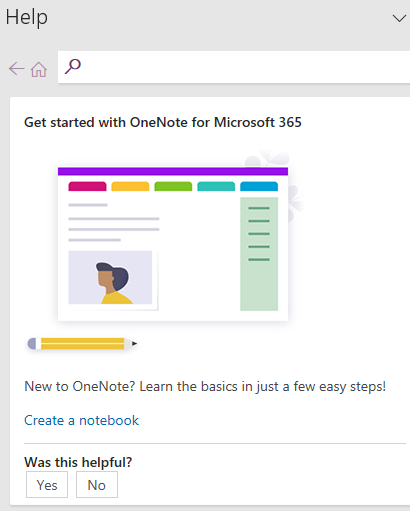 Help
Get started with OneNote for Microsoft 365
New to OneNote? Learn the basics in just a few easy steps!
Create a notebook
Was this helpful?
Yes No